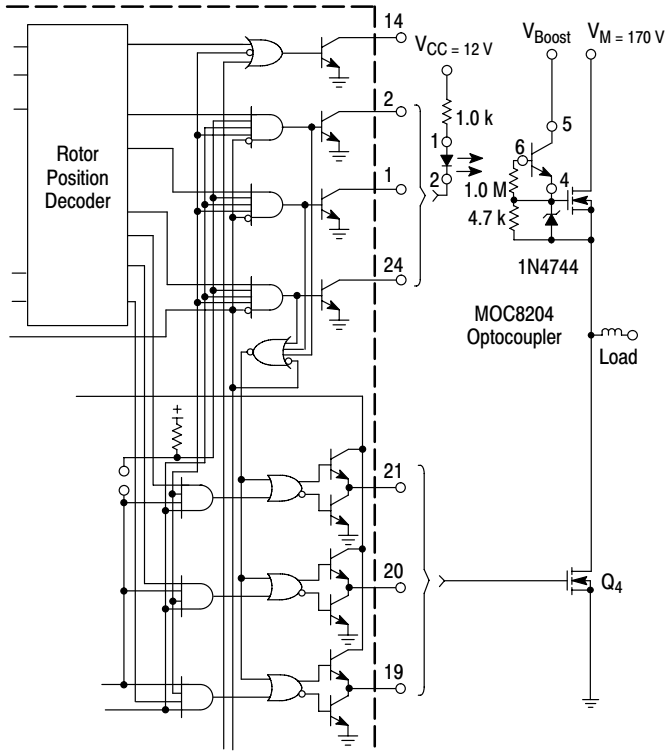 14
V_CC = 12 V
V_Boost
V_M = 170 V
2
1.0 k
1
2
5
6
4
1.0 M
4.7 k
1N4744
Rotor
Position
Decoder
1
24
MOC8204
Optocoupler
Load
+
21
20
Q4
19